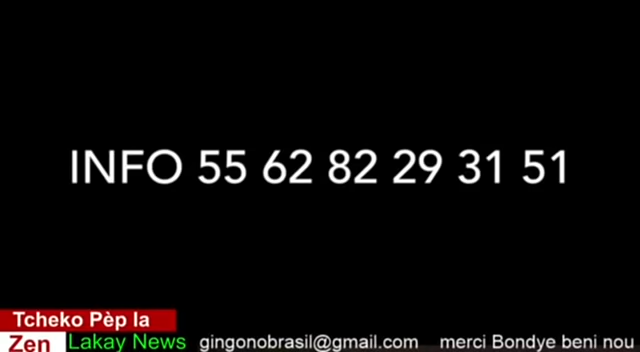 INFO 55 62 82 29 31 51
Tcheko Pèp la
Zen Lakay News gingonobrasil@gmail.com merci Bondye beni nou